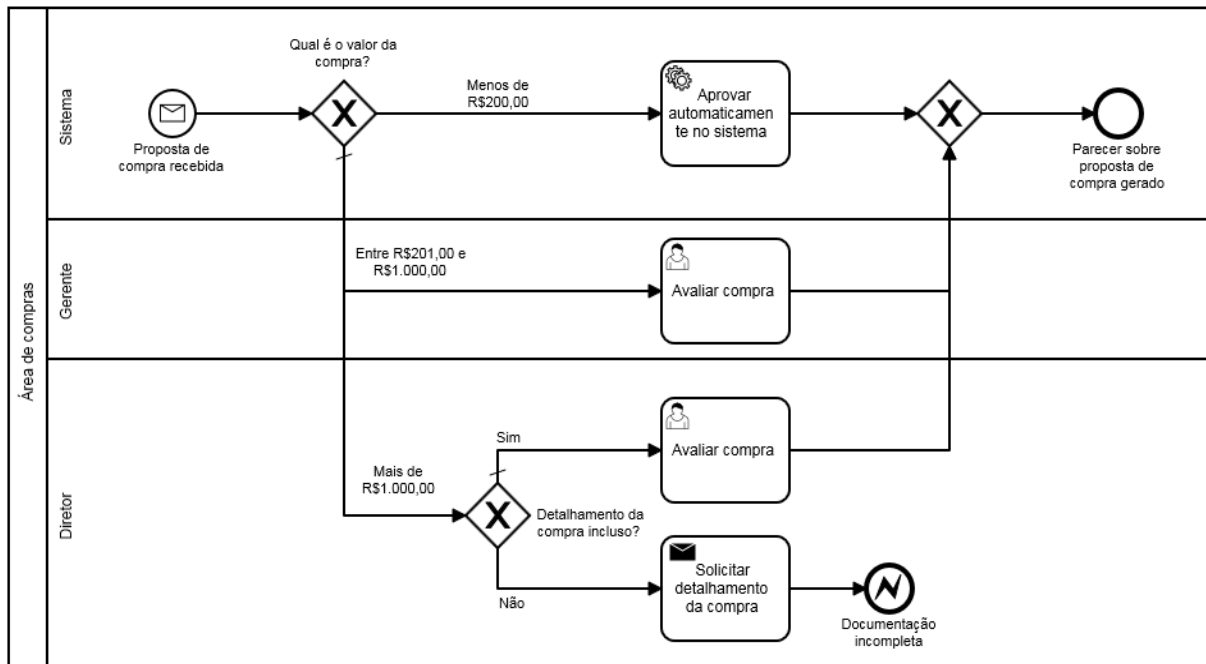 Área de compras
Sistema
Qual é o valor da
compra?
Menos de
R$200,00
Aprovar
automaticamen
te no sistema
Proposta de
compra recebida
Parecer sobre
proposta de
compra gerado
Gerente
Entre R$201,00 e
R$1.000,00
Avaliar compra
Diretor
Sim
Avaliar compra
Mais de
R$1.000,00
Detalhamento da
compra incluso?
Não
Solicitar
detalhamento
da compra
Documentação
incompleta